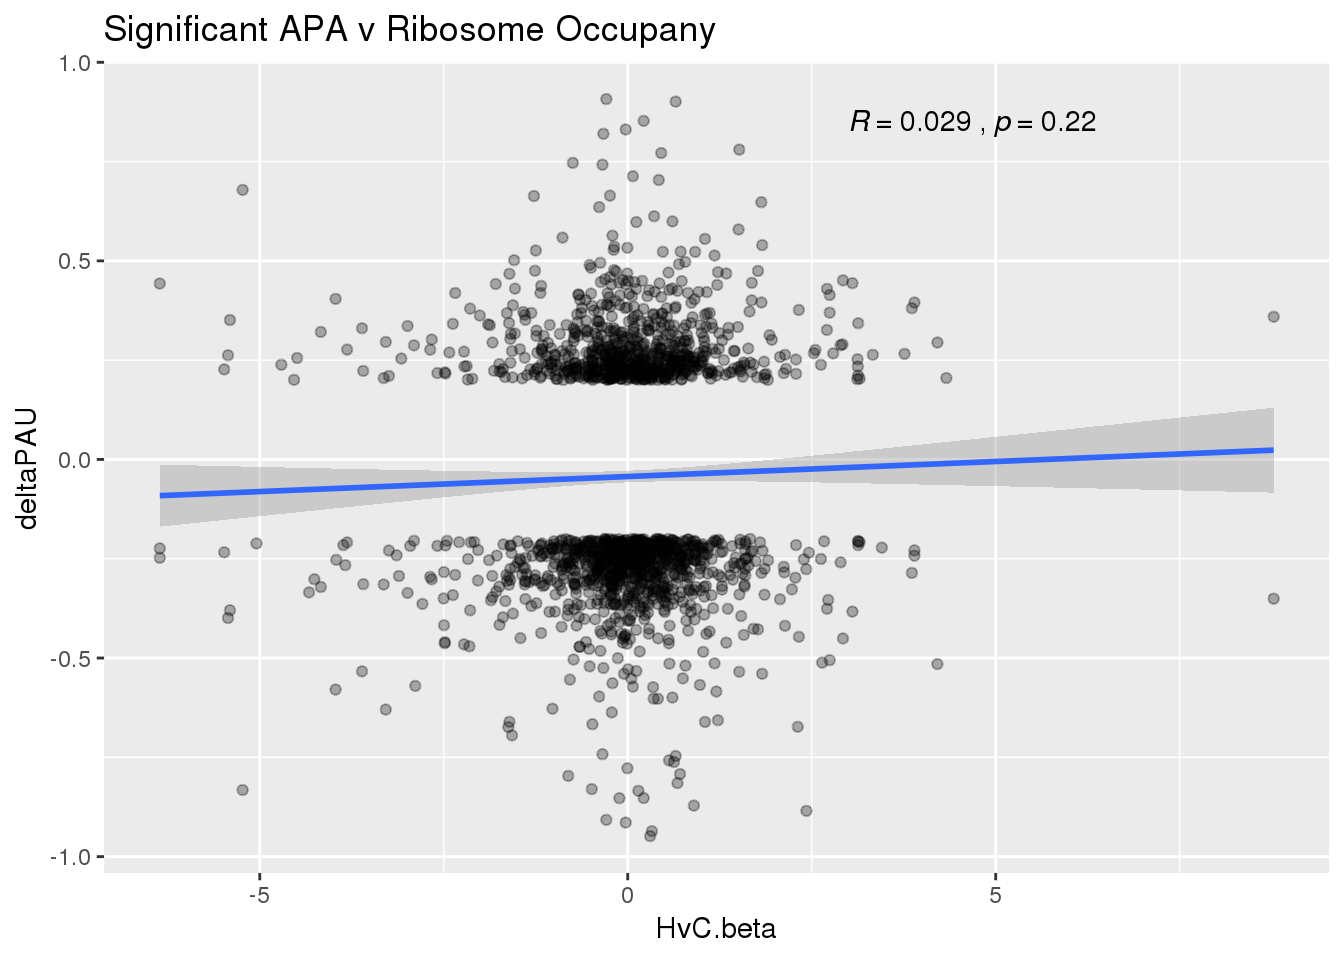 Significant APA v Ribosome Occupany
1.0
R = 0.029 , p = 0.22
0.5
0.0
deltaPAU
-0.5
-1.0
-5 0 5
HvC.beta